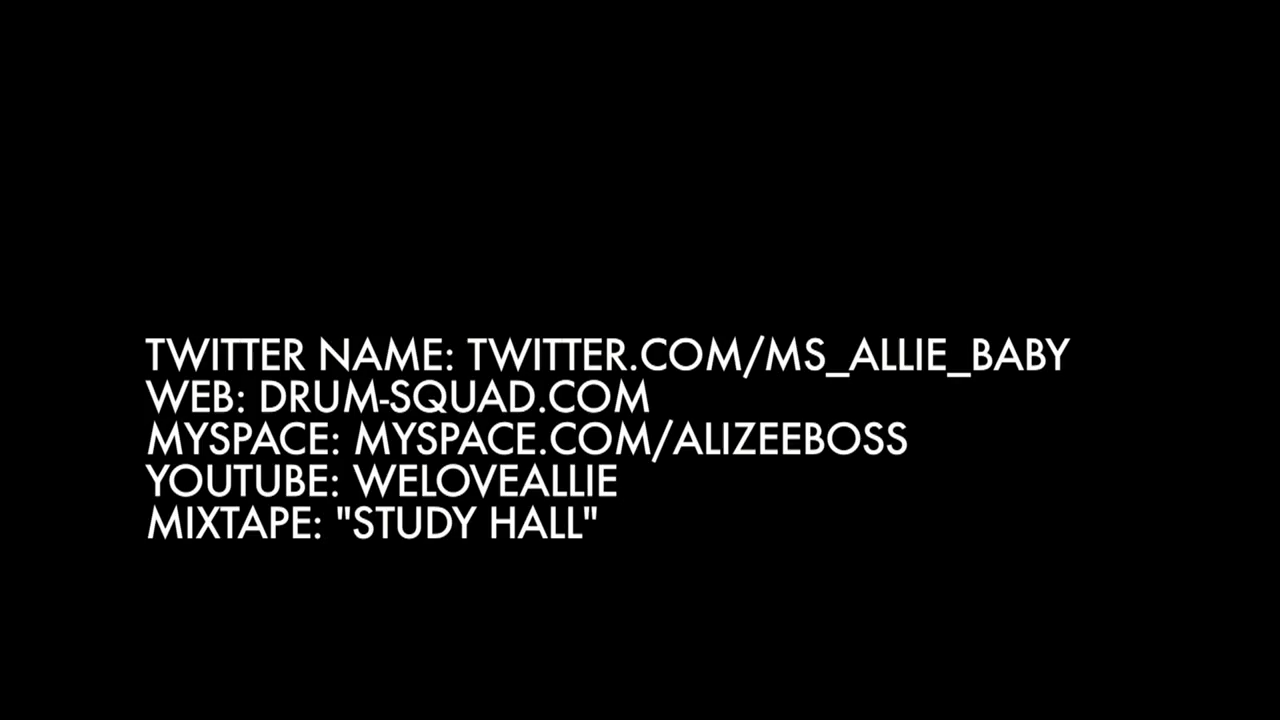 TWITTER NAME: TWITTER.COM/MS_ALLIE_BABY
WEB: DRUM-SQUAD.COM
MYSPACE: MYSPACE.COM/ALIZEEBOSS
YOUTUBE: WELOVEALLIE
MIXTAPE: "STUDY HALL"